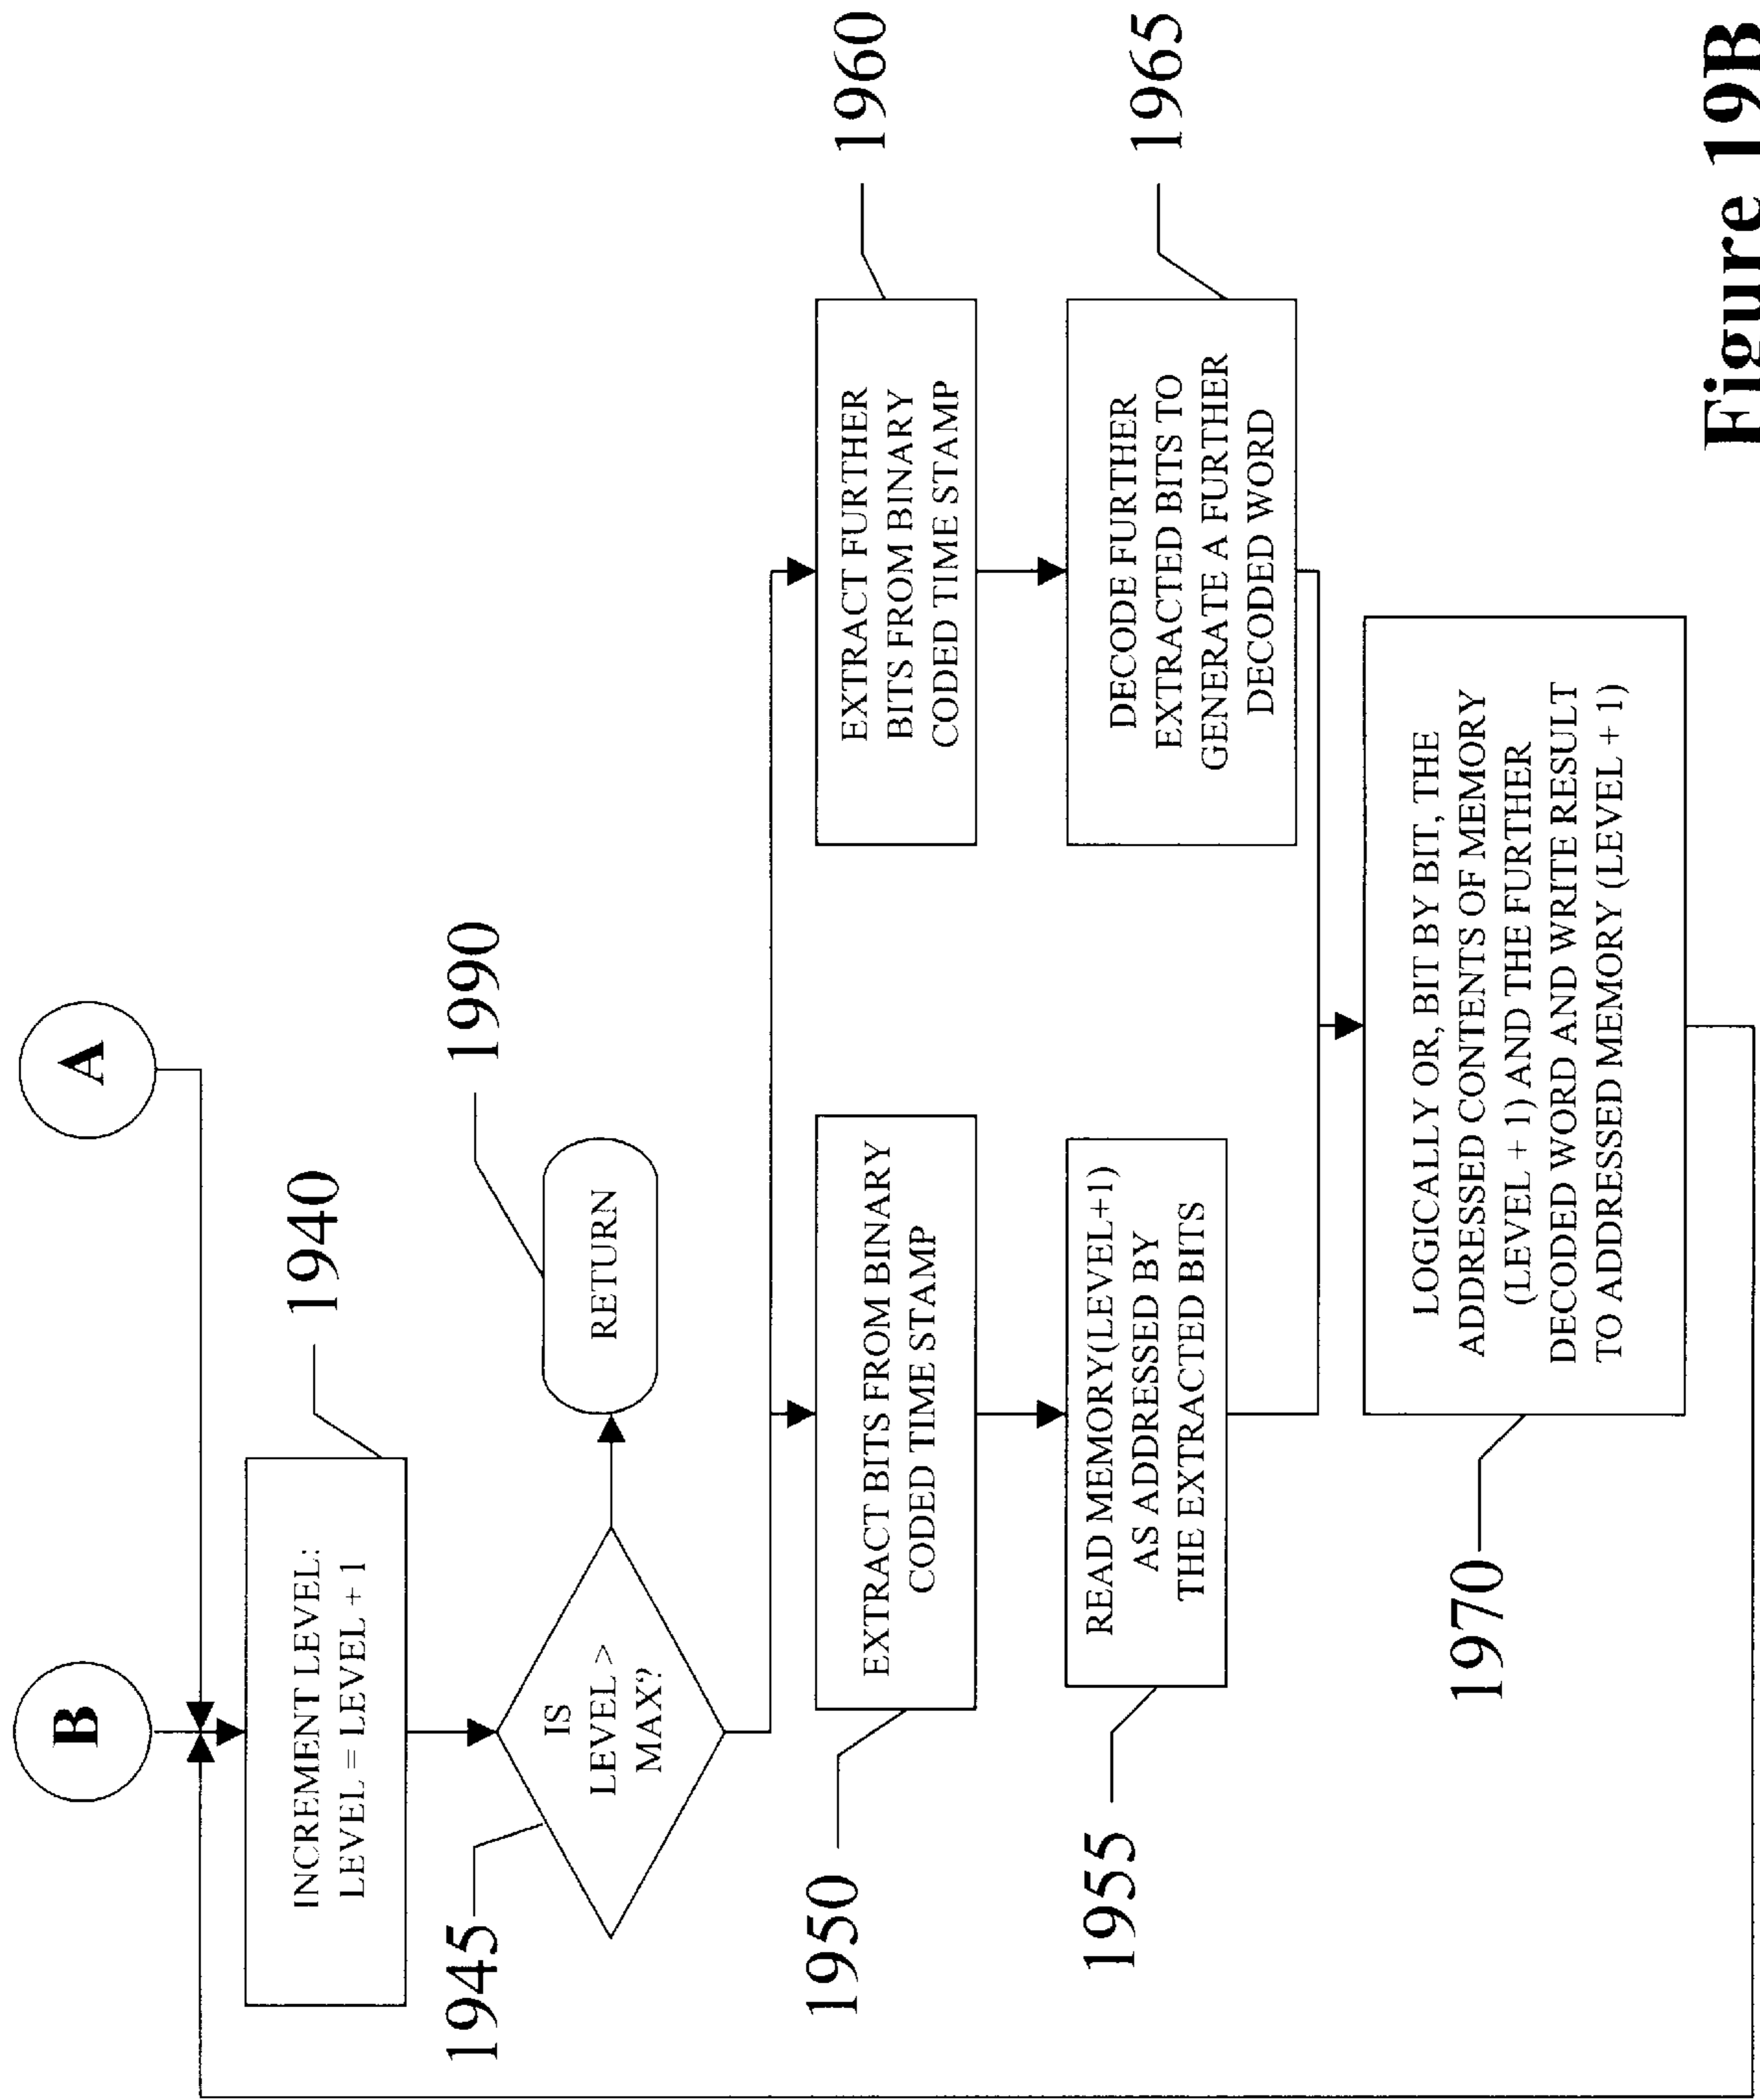 B
A
INCREMENT LEVEL:
LEVEL = LEVEL + 1
1940
1945
IS
LEVEL >
MAX?
RETURN
1990
1950
EXTRACT BITS FROM BINARY
CODED TIME STAMP
EXTRACT FURTHER
BITS FROM BINARY
CODED TIME STAMP
1960
1955
READ MEMORY(LEVEL+1)
AS ADDRESSED BY
THE EXTRACTED BITS
DECODE FURTHER
EXTRACTED BITS TO
GENERATE A FURTHER
DECODED WORD
1965
1970
LOGICALLY OR, BIT BY BIT, THE
ADDRESSED CONTENTS OF MEMORY
(LEVEL + 1) AND THE FURTHER
DECODED WORD AND WRITE RESULT
TO ADDRESSED MEMORY (LEVEL + 1)
Figure 19B